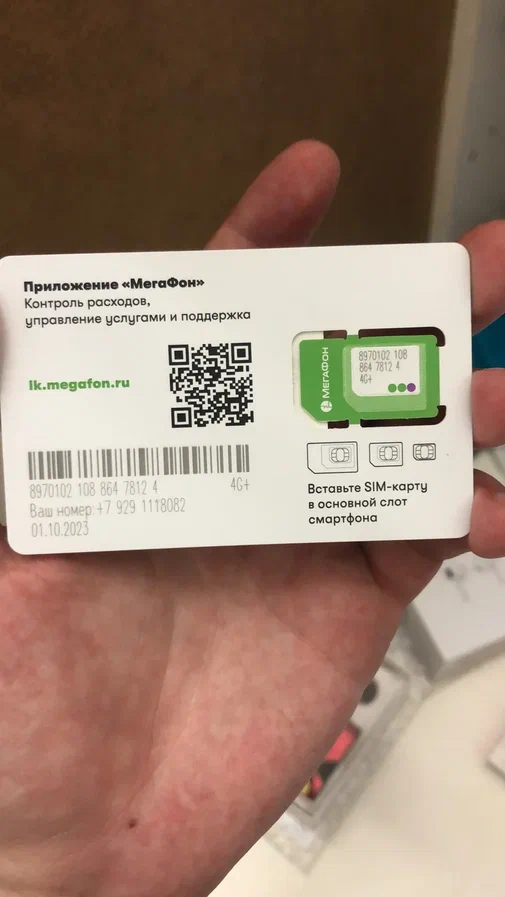 Приложение «МегаФон»
Контроль расходов,
управление услугами и поддержка
lk.megafon.ru
8970102 108 864 7812 4 4G+
Ваш номер:+7 929 1118082
01.10.2023
МЕГАФОН
8970102 108
864 7812 4
4G+
Вставьте SIM-карту
в основной слот
смартфона